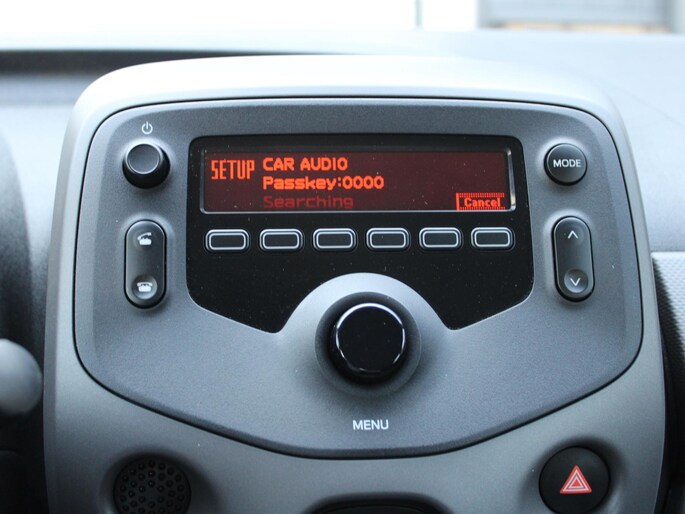 SETUP CAR AUDIO
Passkey:0000
Searching
Cancel
MODE
MENU